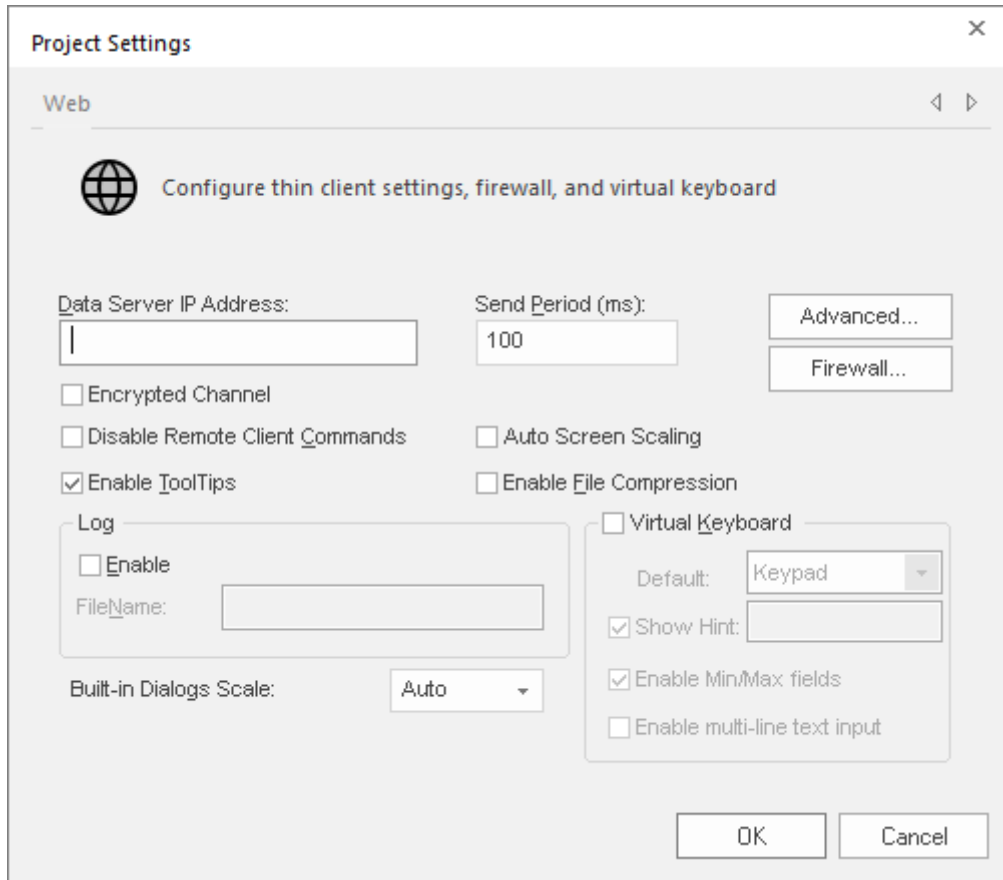 Project Settings
Web
Configure thin client settings, firewall, and virtual keyboard
Data Server IP Address:
Send Period (ms):
Advanced...
100
Firewall...
Encrypted Channel
Disable Remote Client Commands
Auto Screen Scaling
Enable ToolTips
Enable File Compression
Log
Enable
FileName:
Virtual Keyboard
Default:
Keypad
Show Hint:
Enable Min/Max fields
Enable multi-line text input
Built-in Dialogs Scale:
Auto
OK
Cancel